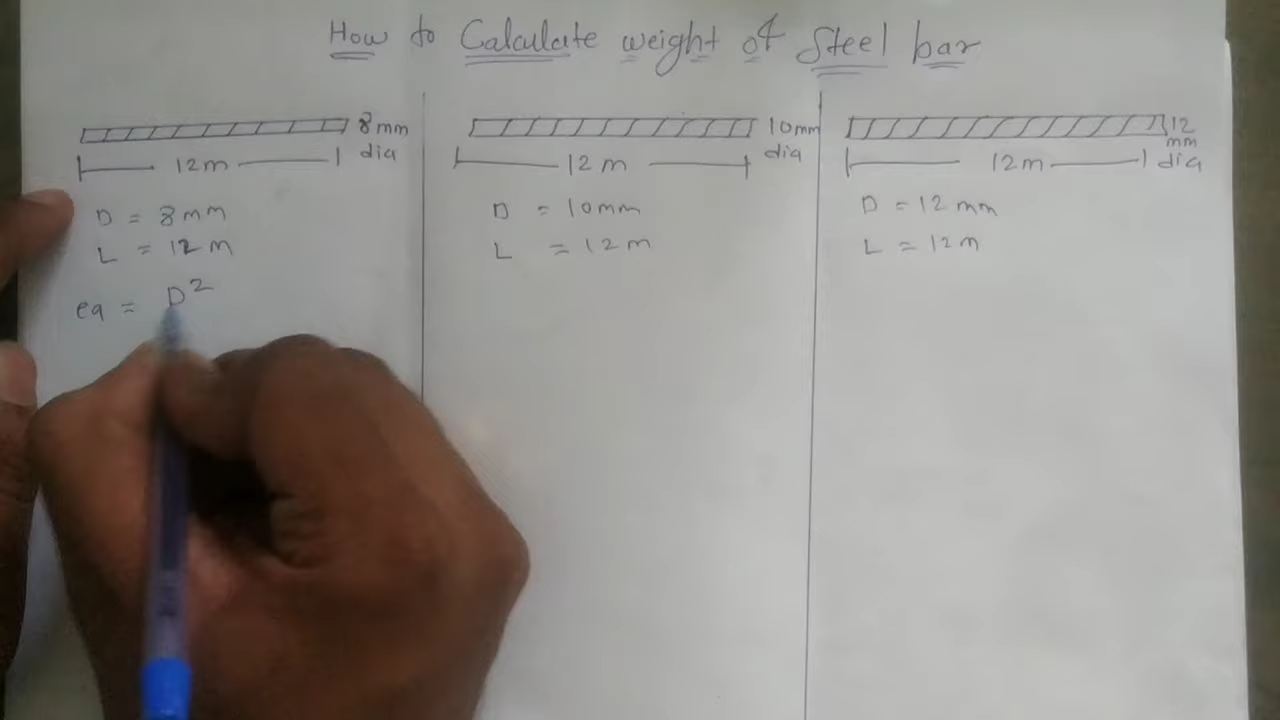 How to Calculate weight of Steel bar
8mm
dia
12m
D = 8mm
L = 12m
eq = D²
10mm
dia
12m
D = 10mm
L = 12m
12
mm
dia
12m
D = 12mm
L = 12m